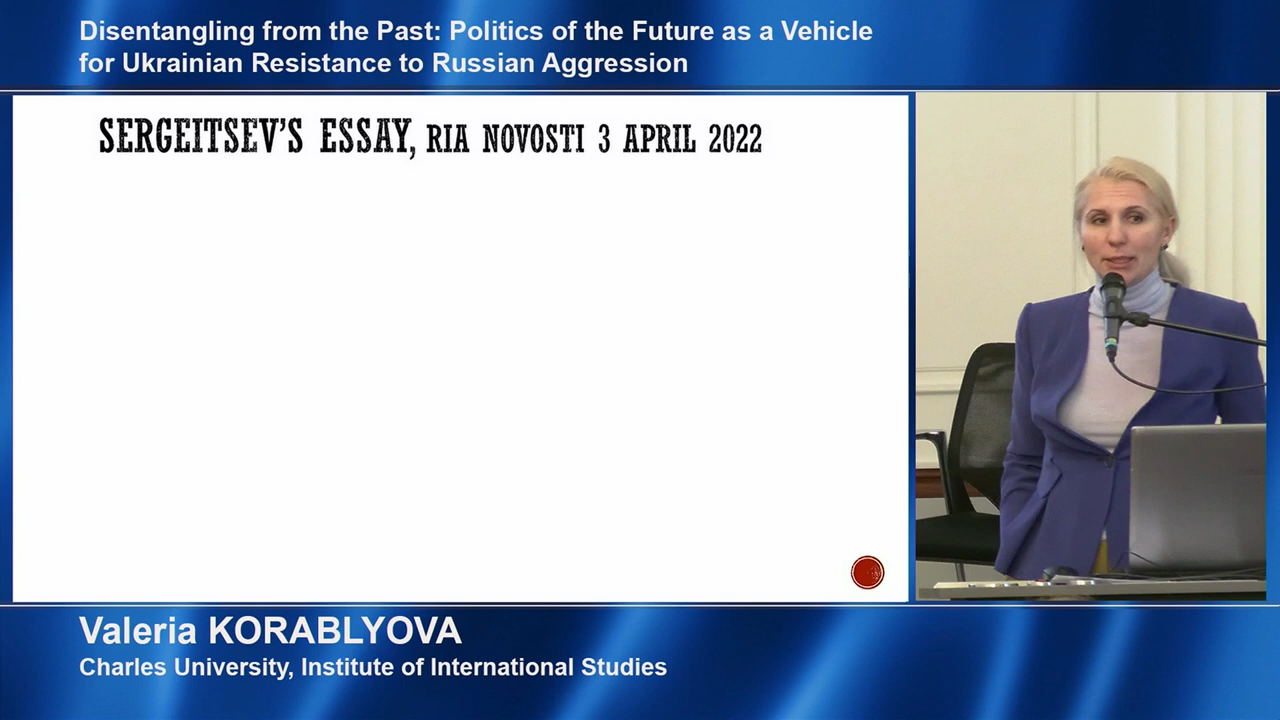 Disentangling from the Past: Politics of the Future as a Vehicle
for Ukrainian Resistance to Russian Aggression
SERGEITSEV'S ESSAY, RIA NOVOSTI 3 APRIL 2022
Valeria KORABLYOVA
Charles University, Institute of International Studies